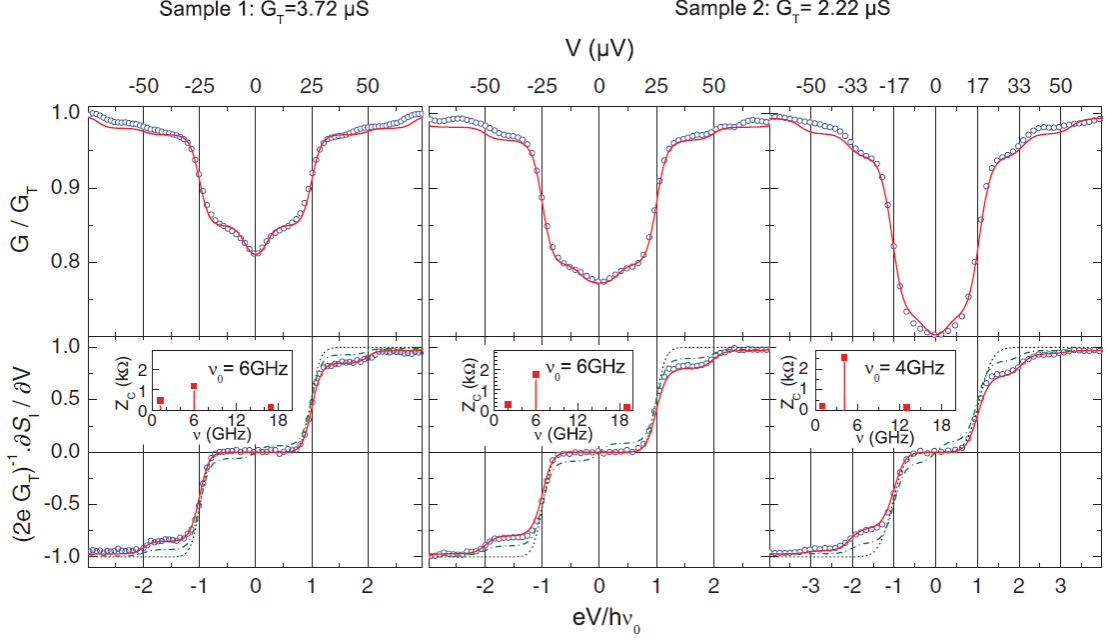 Sample 1: G_T=3.72 µS
Sample 2: G_T= 2.22 µS
V (µV)
-50 -25 0 25 50
-50 -25 0 25 50
-50 -33 -17 0 17 33 50
G / G_T
1.0
0.9
0.8
(2e G_T)^-1 .∂S_I / ∂V
1.0
0.5
0.0
-0.5
-1.0
Z_C (kΩ)
2
1
0
ν_0= 6GHz
0 6 12 18
ν (GHz)
Z_C (kΩ)
2
1
0
ν_0= 6GHz
0 6 12 18
ν (GHz)
Z_C (kΩ)
2
1
0
ν_0= 4GHz
0 6 12 18
ν (GHz)
-2 -1 0 1 2
-2 -1 0 1 2
-3 -2 -1 0 1 2 3
eV/hν_0